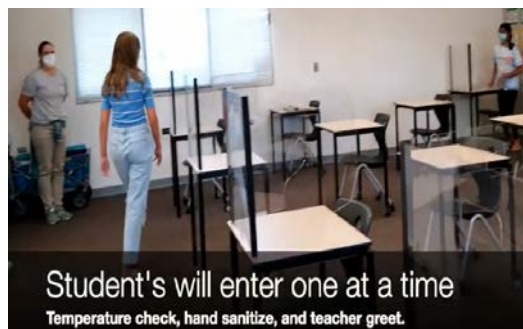 Student's will enter one at a time
Temperature check, hand sanitize, and teacher greet.